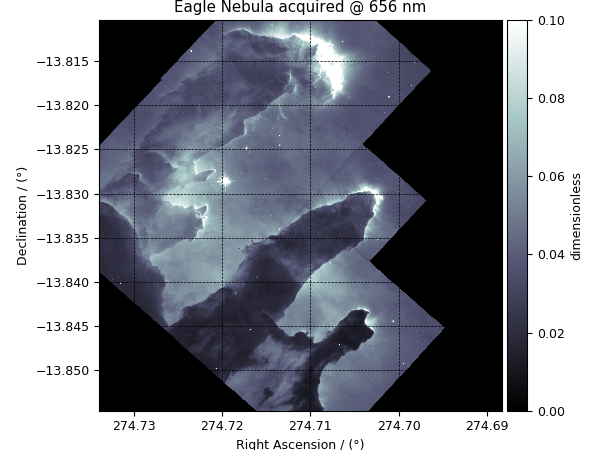 Eagle Nebula acquired @ 656 nm
−13.815
−13.820
−13.825
−13.830
−13.835
−13.840
−13.845
−13.850
Declination / (°)
274.73 274.72 274.71 274.70 274.69
Right Ascension / (°)
0.10
0.08
0.06
0.04
0.02
0.00
dimensionless